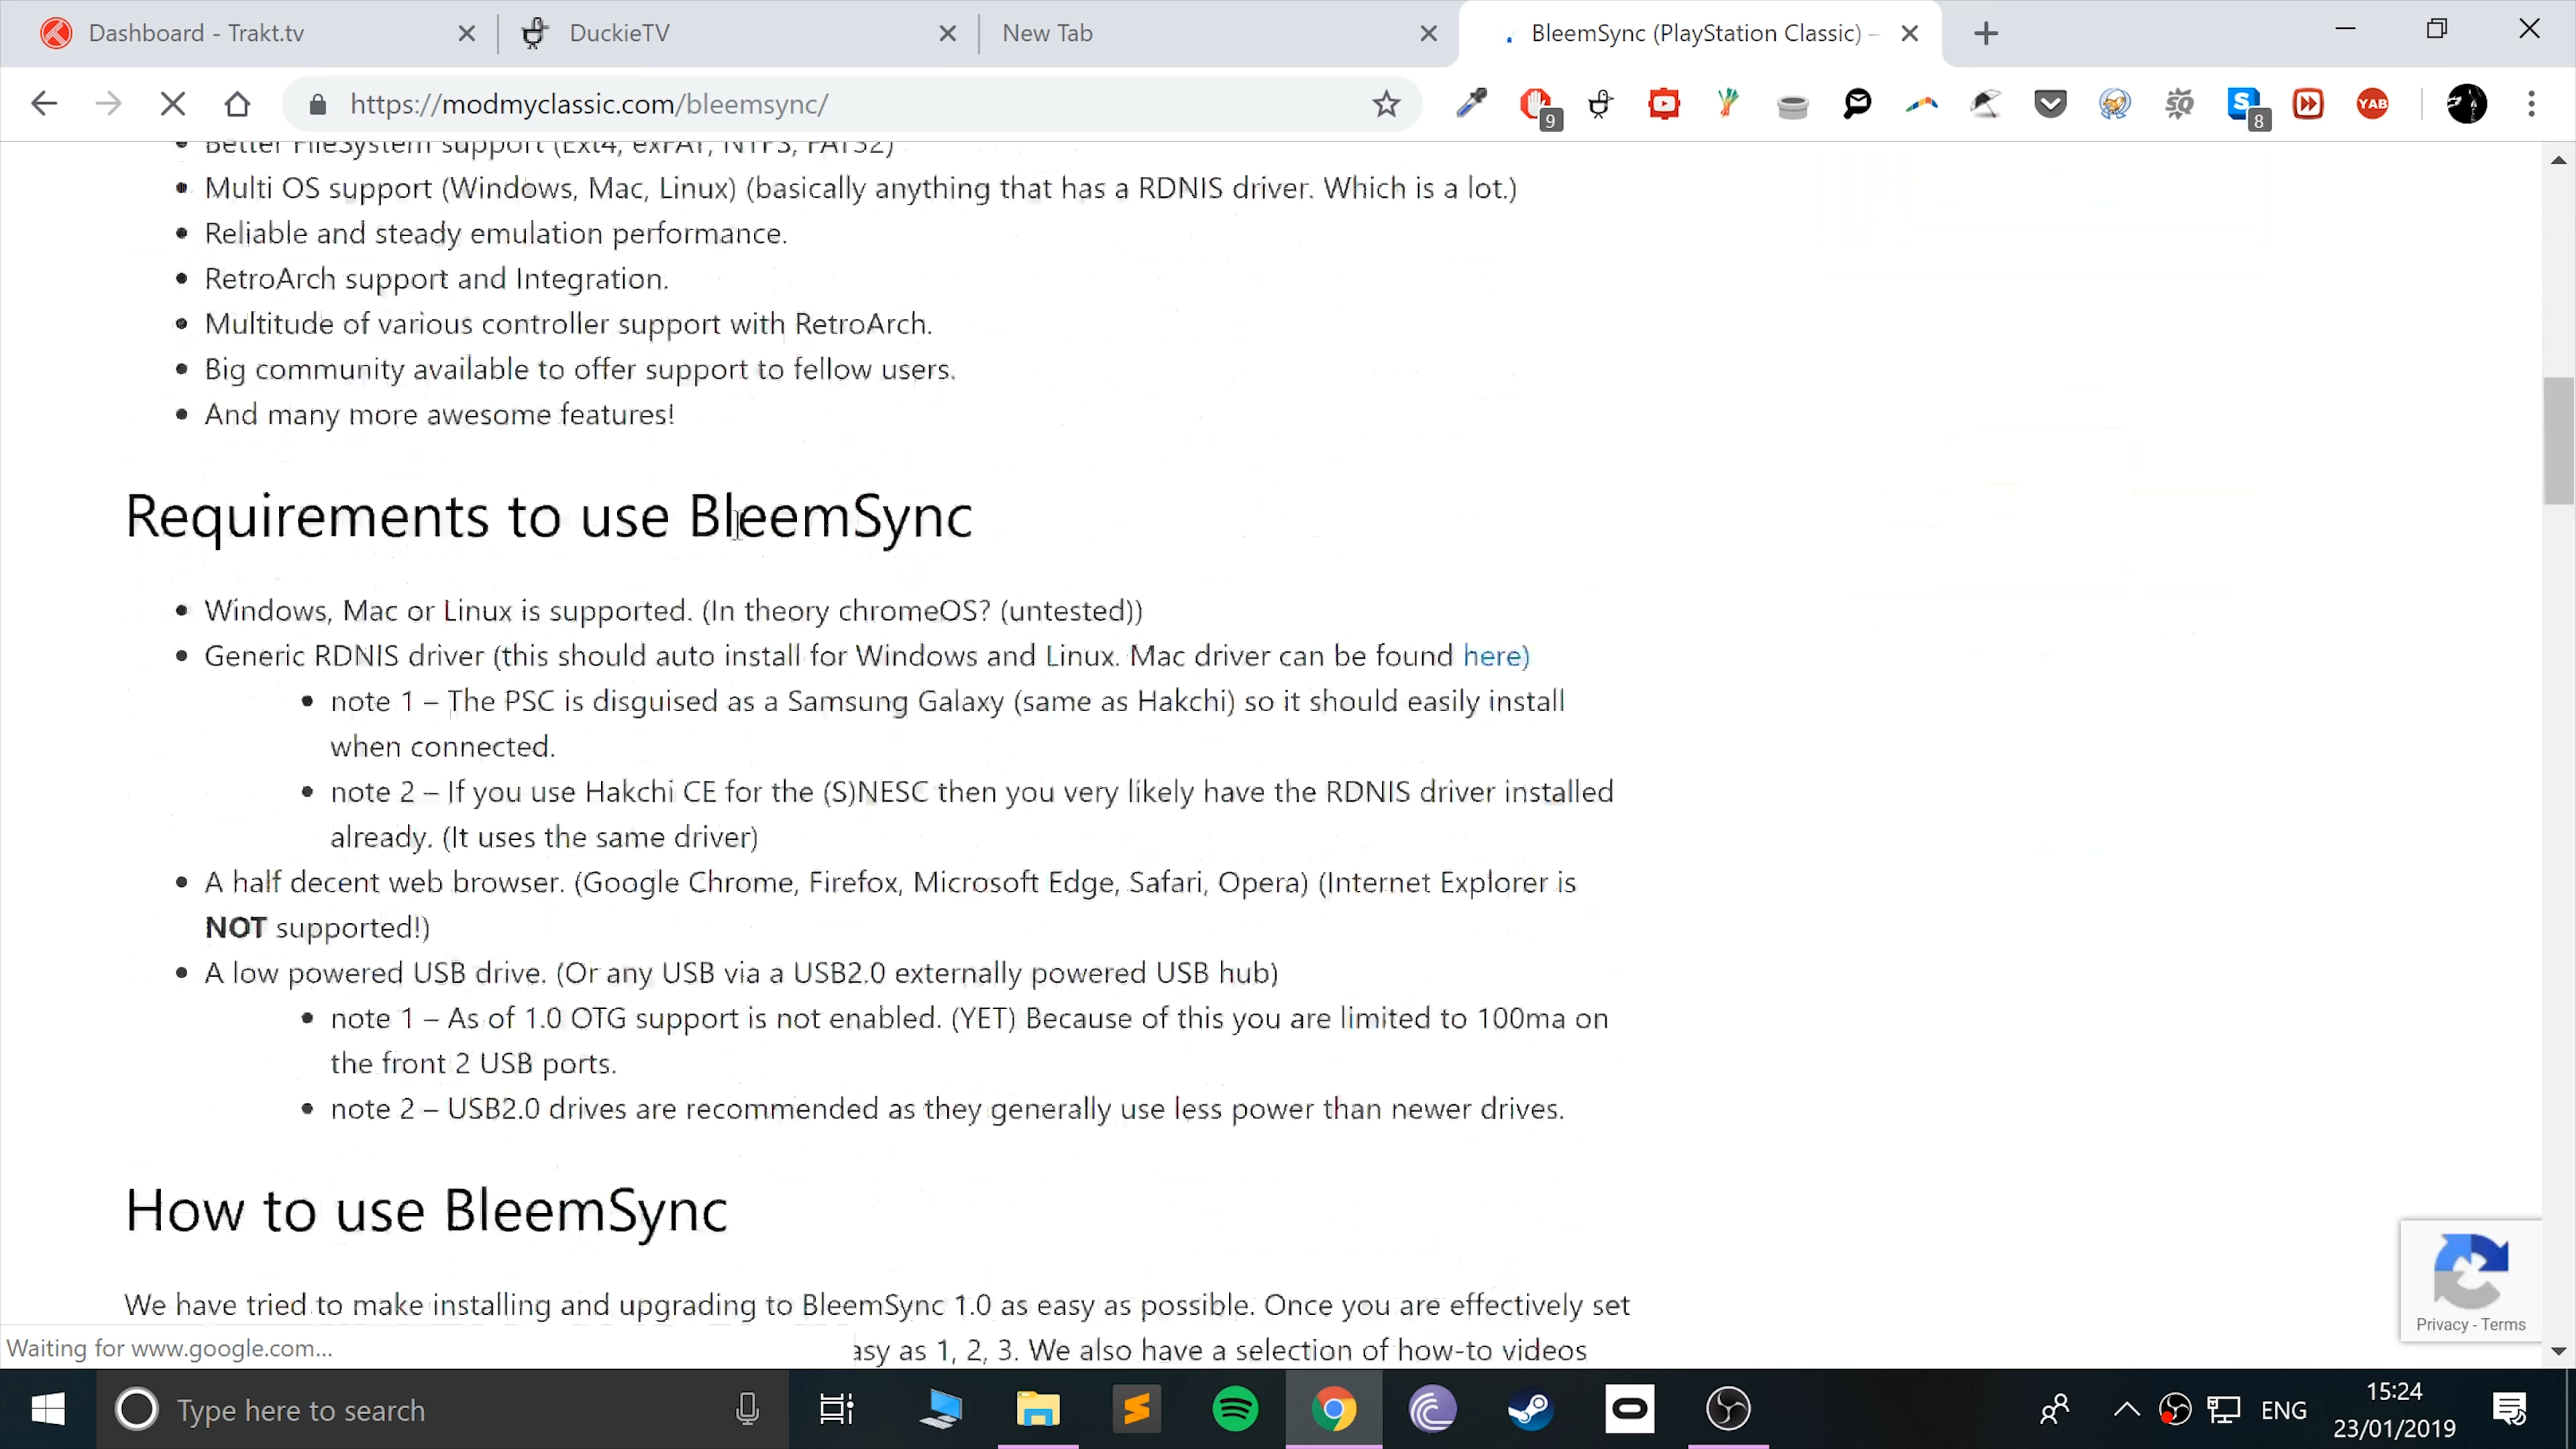 Dashboard - Trakt.tv
DuckieTV
New Tab
BleemSync (PlayStation Classic) –
https://modmyclassic.com/bleemsync/
9
8
YAB
Better FileSystem support (Ext4, exFAT, NTFS, FAT32)
Multi OS support (Windows, Mac, Linux) (basically anything that has a RDNIS driver. Which is a lot.)
Reliable and steady emulation performance.
RetroArch support and Integration.
Multitude of various controller support with RetroArch.
Big community available to offer support to fellow users.
And many more awesome features!
Requirements to use BleemSync
Windows, Mac or Linux is supported. (In theory chromeOS? (untested))
Generic RDNIS driver (this should auto install for Windows and Linux. Mac driver can be found here)
note 1 – The PSC is disguised as a Samsung Galaxy (same as Hakchi) so it should easily install
when connected.
note 2 – If you use Hakchi CE for the (S)NESC then you very likely have the RDNIS driver installed
already. (It uses the same driver)
A half decent web browser. (Google Chrome, Firefox, Microsoft Edge, Safari, Opera) (Internet Explorer is
NOT supported!)
A low powered USB drive. (Or any USB via a USB2.0 externally powered USB hub)
note 1 – As of 1.0 OTG support is not enabled. (YET) Because of this you are limited to 100ma on
the front 2 USB ports.
note 2 – USB2.0 drives are recommended as they generally use less power than newer drives.
How to use BleemSync
We have tried to make installing and upgrading to BleemSync 1.0 as easy as possible. Once you are effectively set
asy as 1, 2, 3. We also have a selection of how-to videos
Privacy - Terms
Waiting for www.google.com...
Type here to search
ENG
15:24
23/01/2019